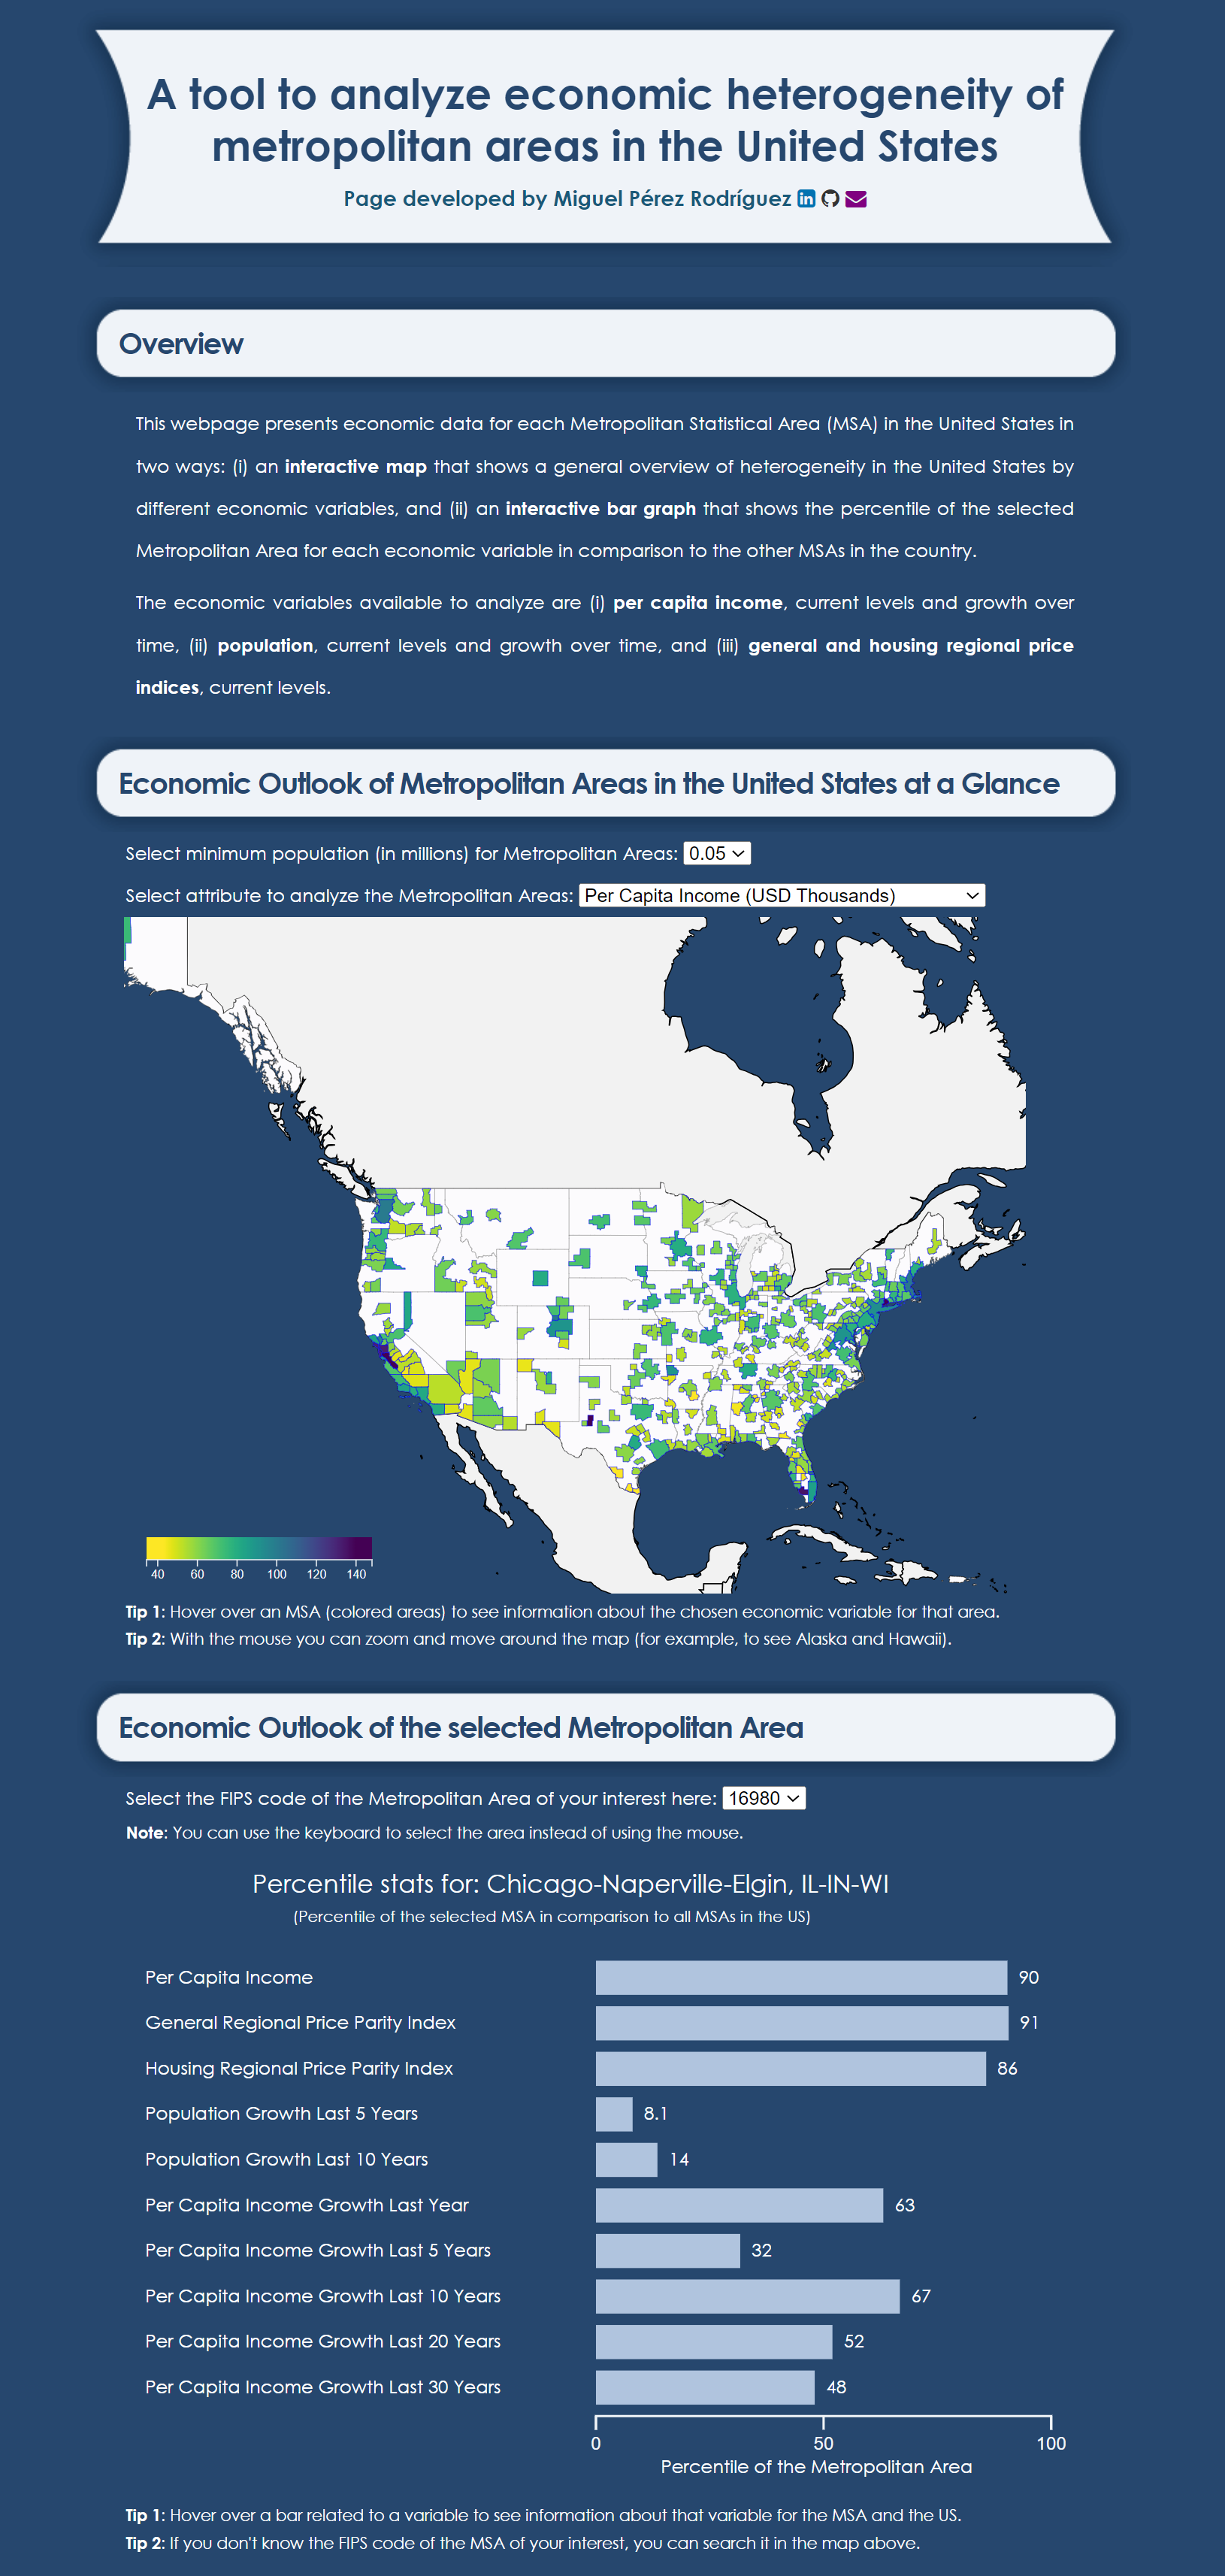 A tool to analyze economic heterogeneity of
metropolitan areas in the United States
Page developed by Miguel Pérez Rodríguez
Overview
This webpage presents economic data for each Metropolitan Statistical Area (MSA) in the United States in
two ways: (i) an interactive map that shows a general overview of heterogeneity in the United States by
different economic variables, and (ii) an interactive bar graph that shows the percentile of the selected
Metropolitan Area for each economic variable in comparison to the other MSAs in the country.
The economic variables available to analyze are (i) per capita income, current levels and growth over
time, (ii) population, current levels and growth over time, and (iii) general and housing regional price
indices, current levels.
Economic Outlook of Metropolitan Areas in the United States at a Glance
Select minimum population (in millions) for Metropolitan Areas: 0.05
Select attribute to analyze the Metropolitan Areas: Per Capita Income (USD Thousands)
40 60 80 100 120 140
Tip 1: Hover over an MSA (colored areas) to see information about the chosen economic variable for that area.
Tip 2: With the mouse you can zoom and move around the map (for example, to see Alaska and Hawaii).
Economic Outlook of the selected Metropolitan Area
Select the FIPS code of the Metropolitan Area of your interest here: 16980
Note: You can use the keyboard to select the area instead of using the mouse.
Percentile stats for: Chicago-Naperville-Elgin, IL-IN-WI
(Percentile of the selected MSA in comparison to all MSAs in the US)
Per Capita Income 90
General Regional Price Parity Index 91
Housing Regional Price Parity Index 86
Population Growth Last 5 Years 8.1
Population Growth Last 10 Years 14
Per Capita Income Growth Last Year 63
Per Capita Income Growth Last 5 Years 32
Per Capita Income Growth Last 10 Years 67
Per Capita Income Growth Last 20 Years 52
Per Capita Income Growth Last 30 Years 48
0 50 100
Percentile of the Metropolitan Area
Tip 1: Hover over a bar related to a variable to see information about that variable for the MSA and the US.
Tip 2: If you don't know the FIPS code of the MSA of your interest, you can search it in the map above.